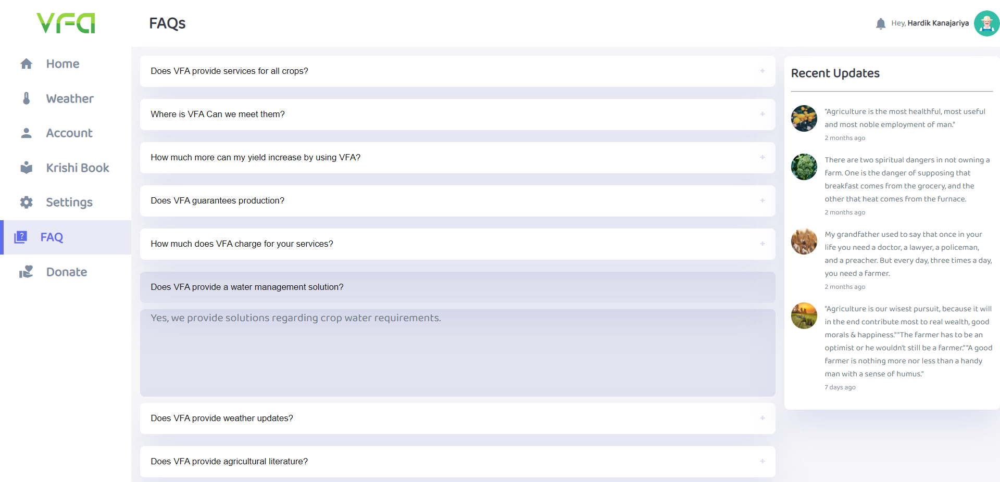 VFA
FAQs
Hey, Hardik Kanajariya
Home
Weather
Account
Krishi Book
Settings
FAQ
Donate
Does VFA provide services for all crops?
+
Where is VFA Can we meet them?
+
How much more can my yield increase by using VFA?
+
Does VFA guarantees production?
+
How much does VFA charge for your services?
+
Does VFA provide a water management solution?
Yes, we provide solutions regarding crop water requirements.
Does VFA provide weather updates?
+
Does VFA provide agricultural literature?
+
Recent Updates
"Agriculture is the most healthful, most useful
and most noble employment of man."
2 months ago
There are two spiritual dangers in not owning a
farm. One is the danger of supposing that
breakfast comes from the grocery, and the
other that heat comes from the furnace.
2 months ago
My grandfather used to say that once in your
life you need a doctor, a lawyer, a policeman,
and a preacher. But every day, three times a day,
you need a farmer.
2 months ago
"Agriculture is our wisest pursuit, because it will
in the end contribute most to real wealth, good
morals & happiness.""The farmer has to be an
optimist or he wouldn't still be a farmer.""A good
farmer is nothing more nor less than a handy
man with a sense of humus."
7 days ago